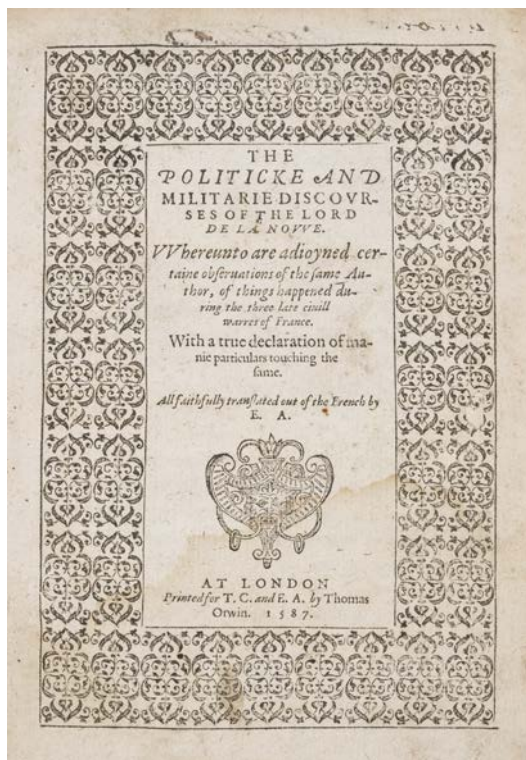 THE
POLITICKE AND
MILITARIE DISCOVR-
SES OF THE LORD
DE LA NOVVE.
VVhereunto are adioyned cer-
taine obſeruations of the ſame Au-
thor, of things happened du-
ring the three late ciuill
warres of France.
With a true declaration of ma-
nie particulars touching the
ſame.
All faithfully tranſlated out of the French by
E. A.
AT LONDON
Printed for T. C. and E. A. by Thomas
Orwin. 1587.